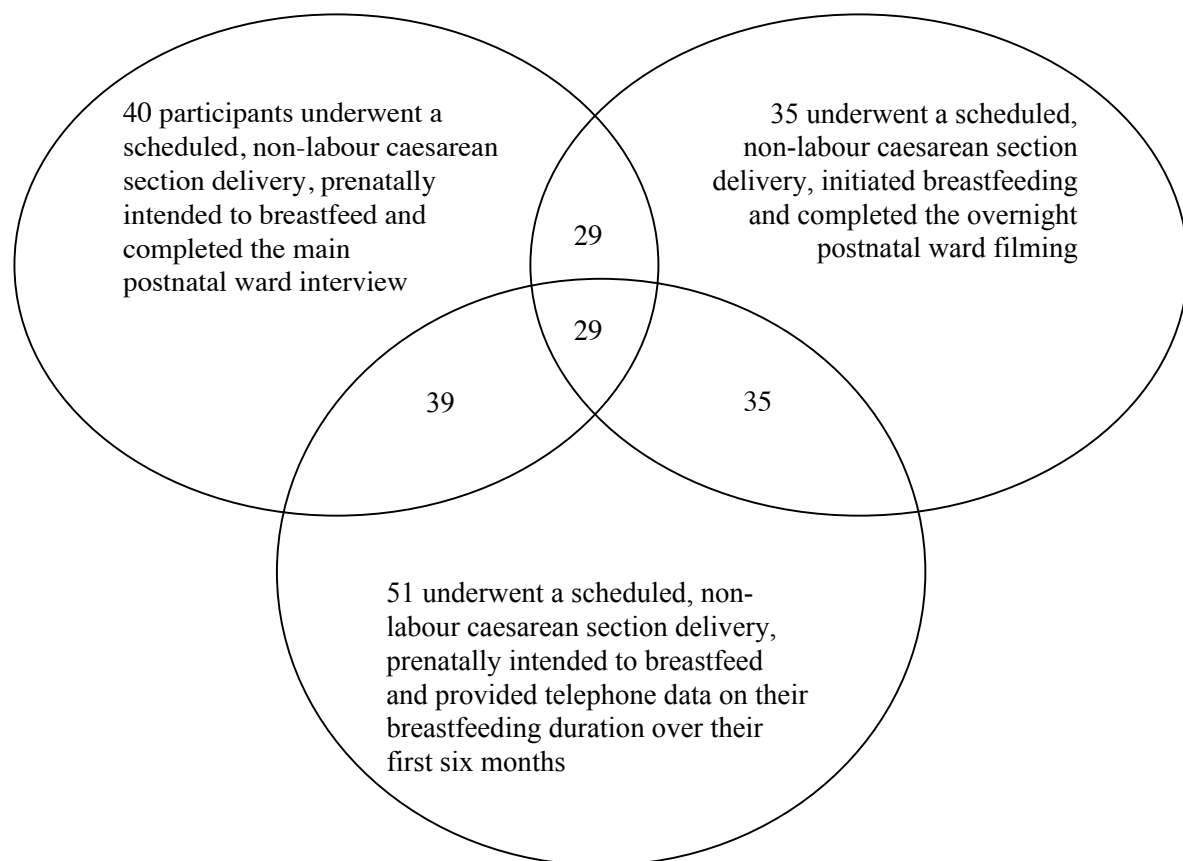 40 participants underwent a
scheduled, non-labour caesarean
section delivery, prenatally
intended to breastfeed and
completed the main
postnatal ward interview
35 underwent a scheduled,
non-labour caesarean section
delivery, initiated breastfeeding
and completed the overnight
postnatal ward filming
29
29
39
35
51 underwent a scheduled, non-
labour caesarean section delivery,
prenatally intended to breastfeed
and provided telephone data on their
breastfeeding duration over their
first six months